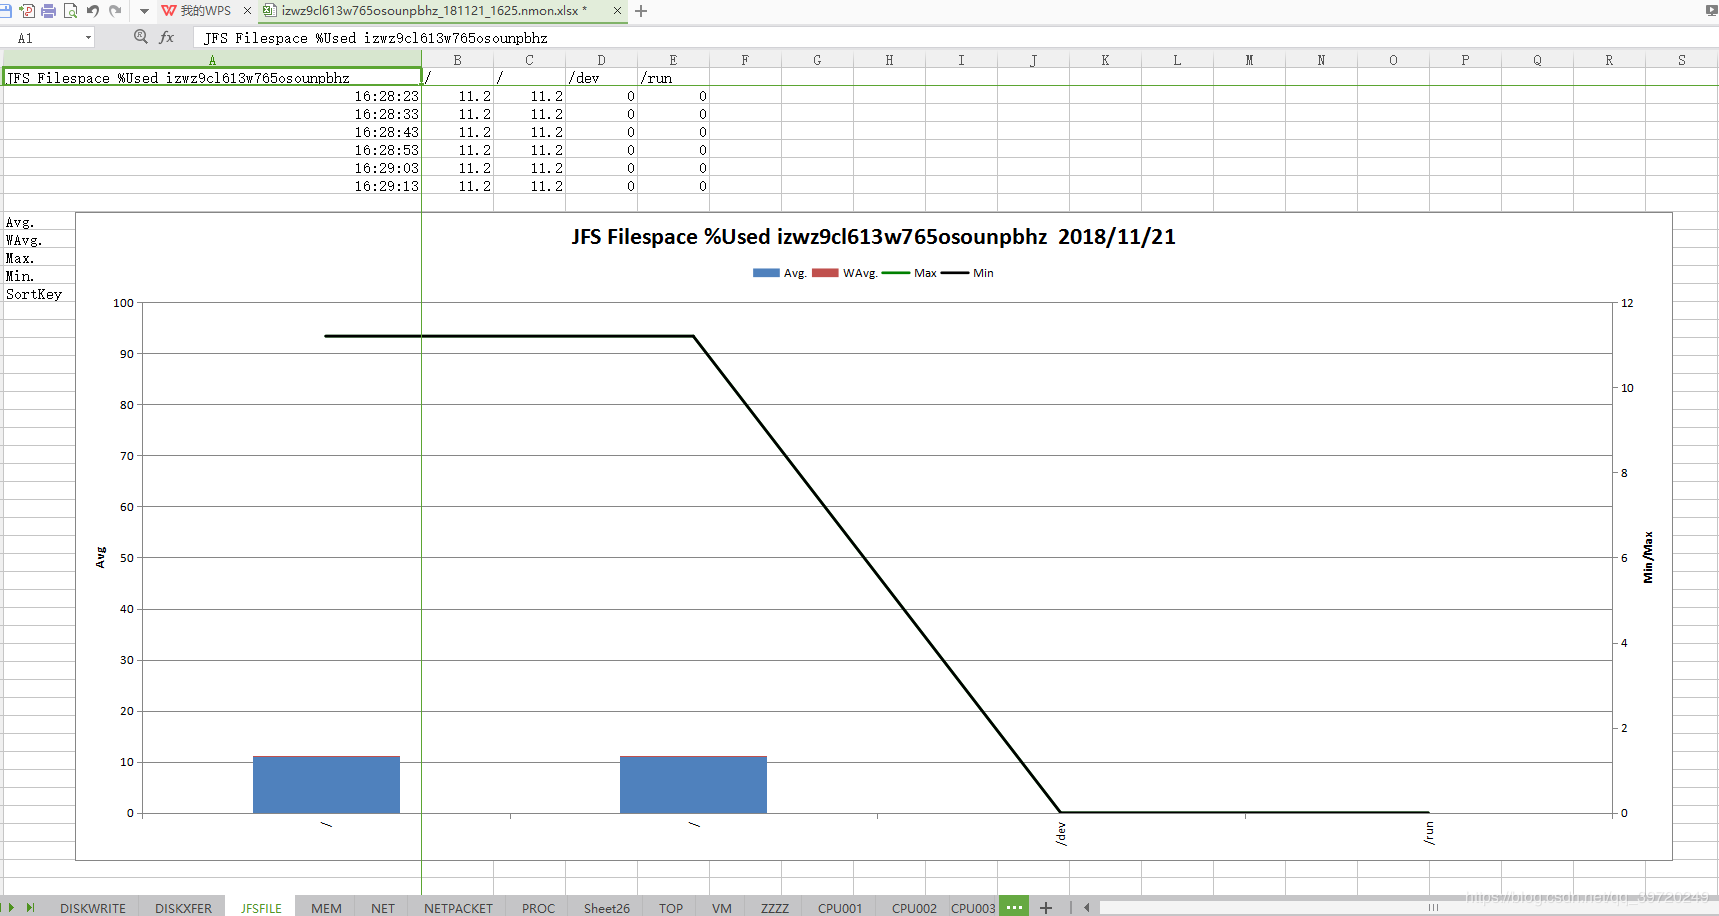 我的WPS × izwz9cl613w765osounpbhz_181121_1625.nmon.xlsx * × +
A1 fx JFS Filespace %Used izwz9cl613w765osounpbhz
A B C D E F G H I J K L M N O P Q R S
JFS Filespace %Used izwz9cl613w765osounpbhz / / /dev /run
16:28:23 11.2 11.2 0 0
16:28:33 11.2 11.2 0 0
16:28:43 11.2 11.2 0 0
16:28:53 11.2 11.2 0 0
16:29:03 11.2 11.2 0 0
16:29:13 11.2 11.2 0 0
Avg.
WAvg.
Max.
Min.
SortKey
JFS Filespace %Used izwz9cl613w765osounpbhz 2018/11/21
Avg. WAvg. Max Min
100
90
80
70
60
50
40
30
20
10
0
Avg
12
10
8
6
4
2
0
Min/Max
/ / /dev /run
DISKWRITE DISKXFER JFSFILE MEM NET NETPACKET PROC Sheet26 TOP VM ZZZZ CPU001 CPU002 CPU003 ··· +
https://blog.csdn.net/qq_39720249